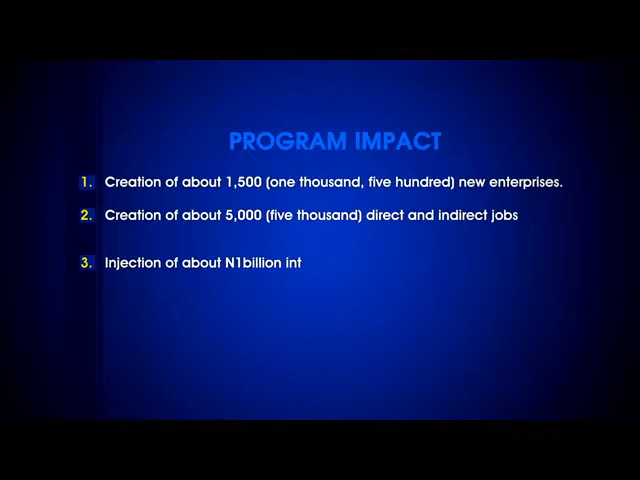 PROGRAM IMPACT
1. Creation of about 1,500 (one thousand, five hundred) new enterprises.
2. Creation of about 5,000 (five thousand) direct and indirect jobs
3. Injection of about N1billion int